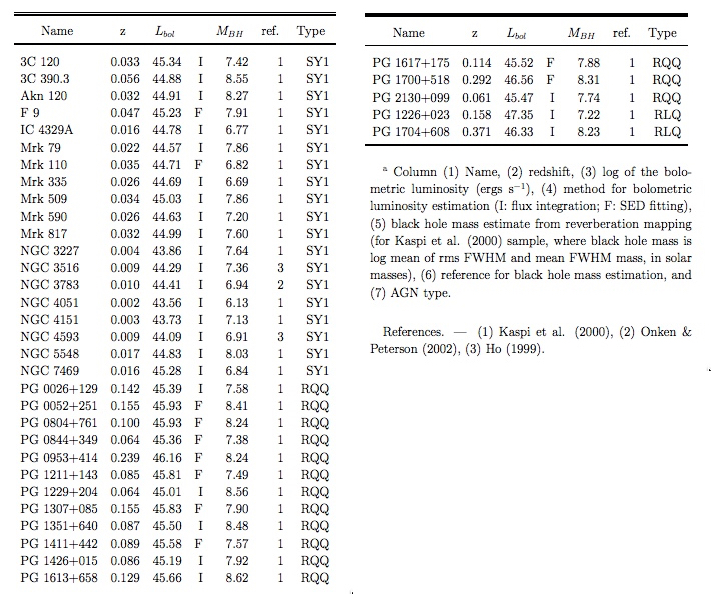 Name z Lbol MBH ref. Type
3C 120 0.033 45.34 I 7.42 1 SY1
3C 390.3 0.056 44.88 I 8.55 1 SY1
Akn 120 0.032 44.91 I 8.27 1 SY1
F 9 0.047 45.23 F 7.91 1 SY1
IC 4329A 0.016 44.78 I 6.77 1 SY1
Mrk 79 0.022 44.57 I 7.86 1 SY1
Mrk 110 0.035 44.71 F 6.82 1 SY1
Mrk 335 0.026 44.69 I 6.69 1 SY1
Mrk 509 0.034 45.03 I 7.86 1 SY1
Mrk 590 0.026 44.63 I 7.20 1 SY1
Mrk 817 0.032 44.99 I 7.60 1 SY1
NGC 3227 0.004 43.86 I 7.64 1 SY1
NGC 3516 0.009 44.29 I 7.36 3 SY1
NGC 3783 0.010 44.41 I 6.94 2 SY1
NGC 4051 0.002 43.56 I 6.13 1 SY1
NGC 4151 0.003 43.73 I 7.13 1 SY1
NGC 4593 0.009 44.09 I 6.91 3 SY1
NGC 5548 0.017 44.83 I 8.03 1 SY1
NGC 7469 0.016 45.28 I 6.84 1 SY1
PG 0026+129 0.142 45.39 I 7.58 1 RQQ
PG 0052+251 0.155 45.93 F 8.41 1 RQQ
PG 0804+761 0.100 45.93 F 8.24 1 RQQ
PG 0844+349 0.064 45.36 F 7.38 1 RQQ
PG 0953+414 0.239 46.16 F 8.24 1 RQQ
PG 1211+143 0.085 45.81 F 7.49 1 RQQ
PG 1229+204 0.064 45.01 I 8.56 1 RQQ
PG 1307+085 0.155 45.83 F 7.90 1 RQQ
PG 1351+640 0.087 45.50 I 8.48 1 RQQ
PG 1411+442 0.089 45.58 F 7.57 1 RQQ
PG 1426+015 0.086 45.19 I 7.92 1 RQQ
PG 1613+658 0.129 45.66 I 8.62 1 RQQ
Name z Lbol MBH ref. Type
PG 1617+175 0.114 45.52 F 7.88 1 RQQ
PG 1700+518 0.292 46.56 F 8.31 1 RQQ
PG 2130+099 0.061 45.47 I 7.74 1 RQQ
PG 1226+023 0.158 47.35 I 7.22 1 RLQ
PG 1704+608 0.371 46.33 I 8.23 1 RLQ
a Column (1) Name, (2) redshift, (3) log of the bolo-
metric luminosity (ergs s−1), (4) method for bolometric
luminosity estimation (I: flux integration; F: SED fitting),
(5) black hole mass estimate from reverberation mapping
(for Kaspi et al. (2000) sample, where black hole mass is
log mean of rms FWHM and mean FWHM mass, in solar
masses), (6) reference for black hole mass estimation, and
(7) AGN type.
References. — (1) Kaspi et al. (2000), (2) Onken &
Peterson (2002), (3) Ho (1999).